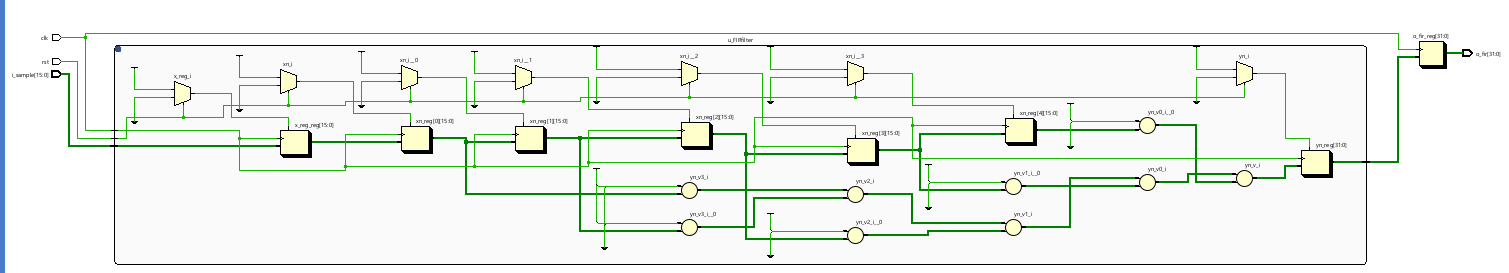 clk
rst
i_sample[15:0]
u_FIRfilter
x_reg_i
xn_i
xn_i__0
xn_i__1
xn_i__2
xn_i__3
yn_i
o_fir_reg[31:0]
o_fir[31:0]
x_reg_reg[15:0]
xn_reg[0][15:0]
xn_reg[1][15:0]
xn_reg[2][15:0]
xn_reg[3][15:0]
xn_reg[4][15:0]
yn_v0_i__0
yn_reg[31:0]
yn_v3_i
yn_v2_i
yn_v1_i__0
yn_v0_i
yn_v_i
yn_v3_i__0
yn_v2_i__0
yn_v1_i